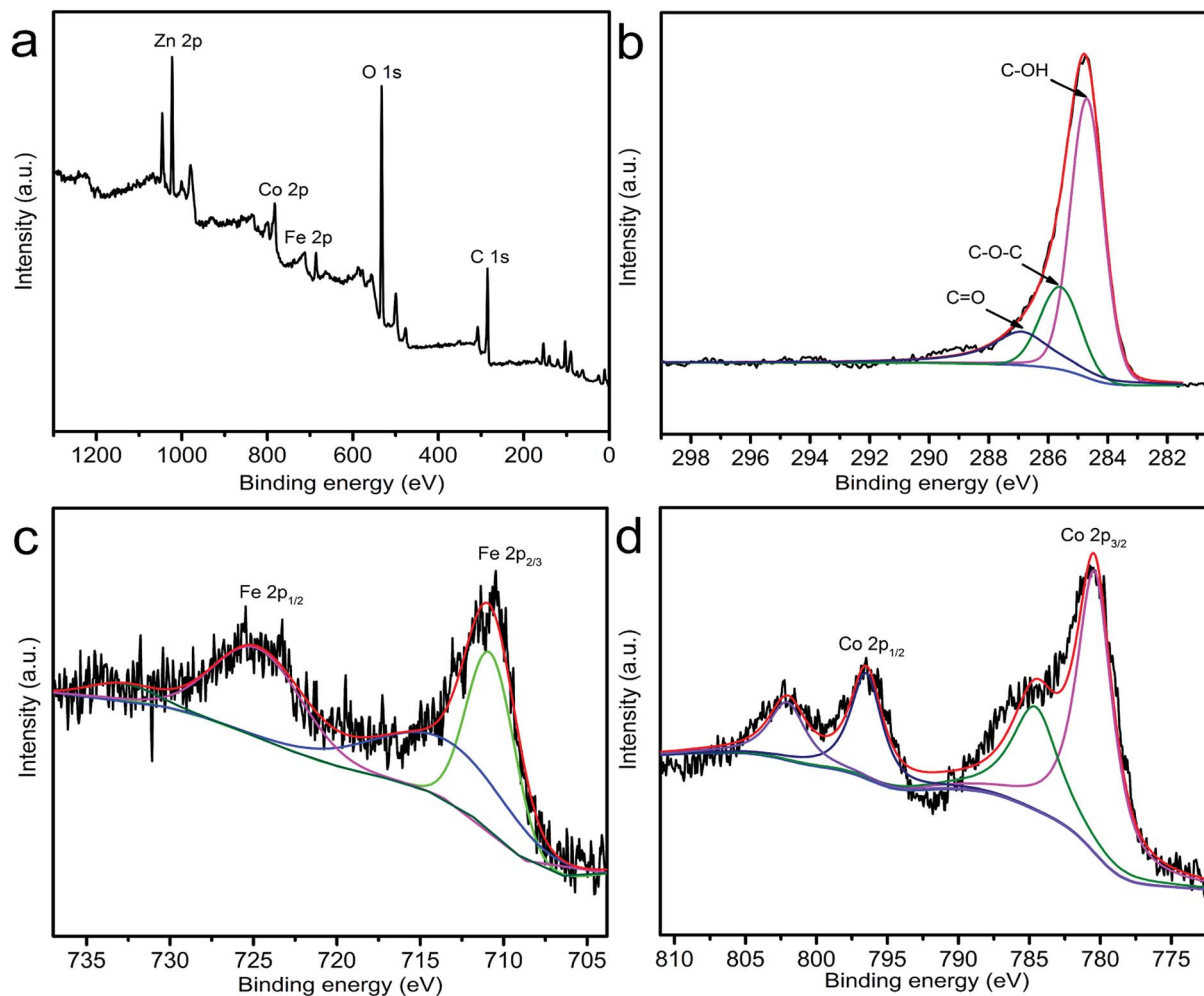 a
Zn 2p
O 1s
Co 2p
Fe 2p
C 1s
Intensity (a.u.)
1200 1000 800 600 400 200 0
Binding energy (eV)
b
C-OH
C-O-C
C=O
Intensity (a.u.)
298 296 294 292 290 288 286 284 282
Binding energy (eV)
c
Fe 2p2/3
Fe 2p1/2
Intensity (a.u.)
735 730 725 720 715 710 705
Binding energy (eV)
d
Co 2p3/2
Co 2p1/2
Intensity (a.u.)
810 805 800 795 790 785 780 775
Binding energy (eV)